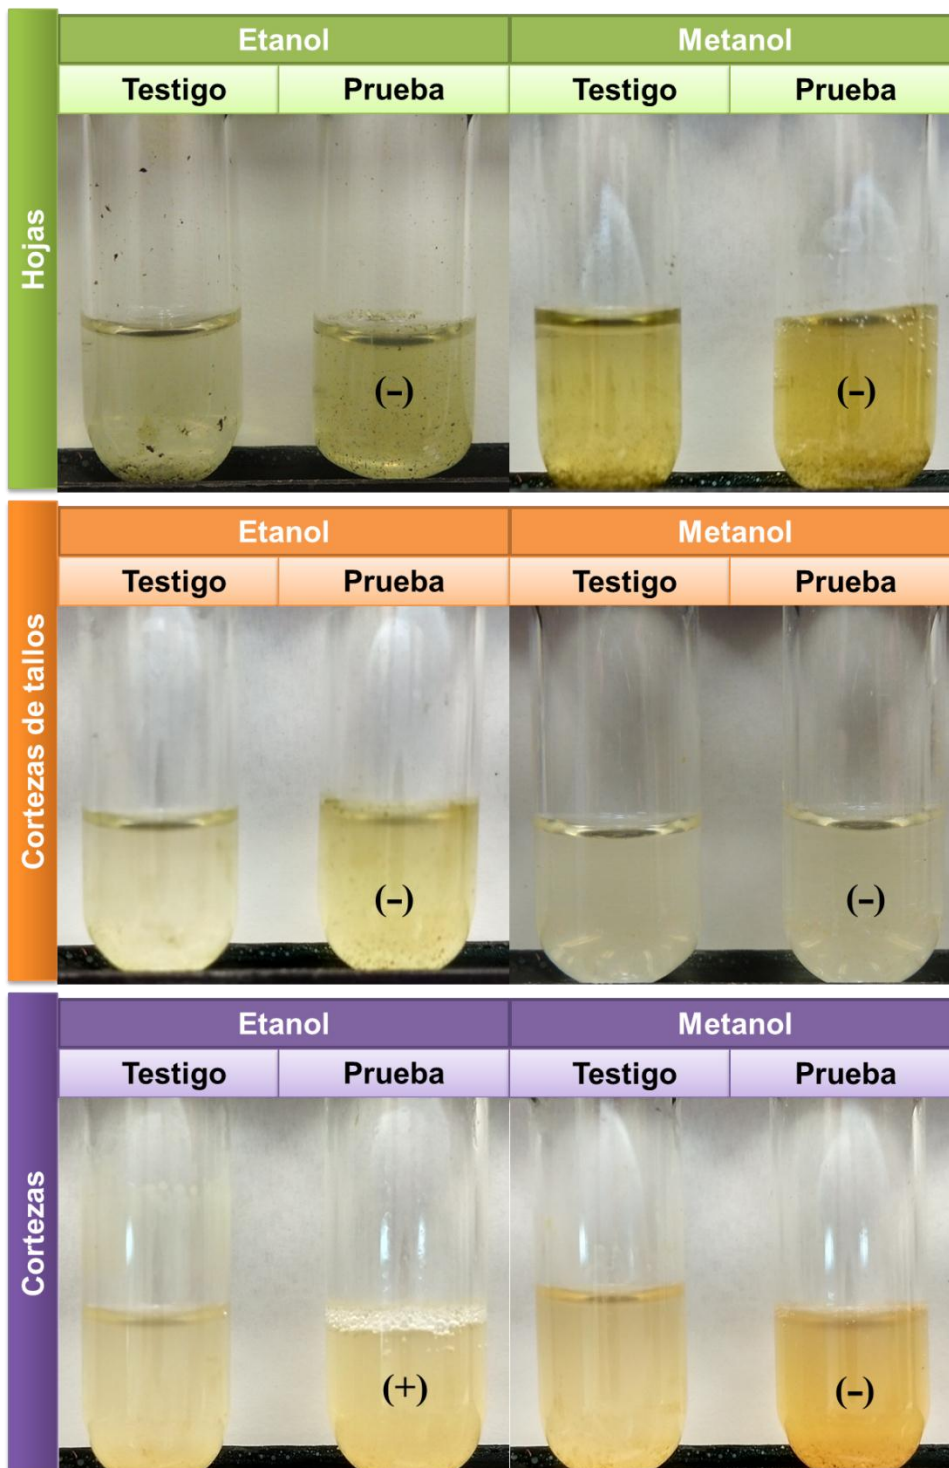 Hojas
Etanol
Metanol
Testigo
Prueba
Testigo
Prueba
(-)
(-)
Cortezas de tallos
Etanol
Metanol
Testigo
Prueba
Testigo
Prueba
(-)
(-)
Cortezas
Etanol
Metanol
Testigo
Prueba
Testigo
Prueba
(+)
(-)